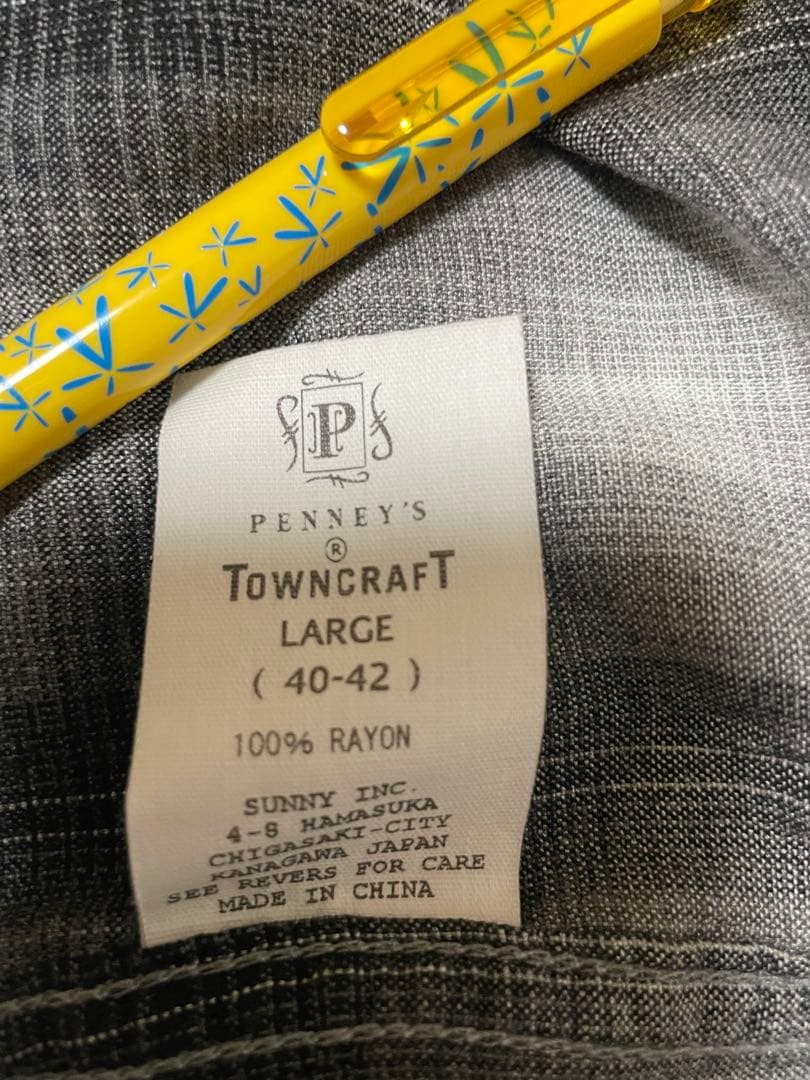 P
PENNEY'S
®
TOWNCRAFT
LARGE
( 40-42 )
100% RAYON
SUNNY INC.
4-8 HAMASUKA
CHIGASAKI-CITY
KANAGAWA JAPAN
SEE REVERS FOR CARE
MADE IN CHINA